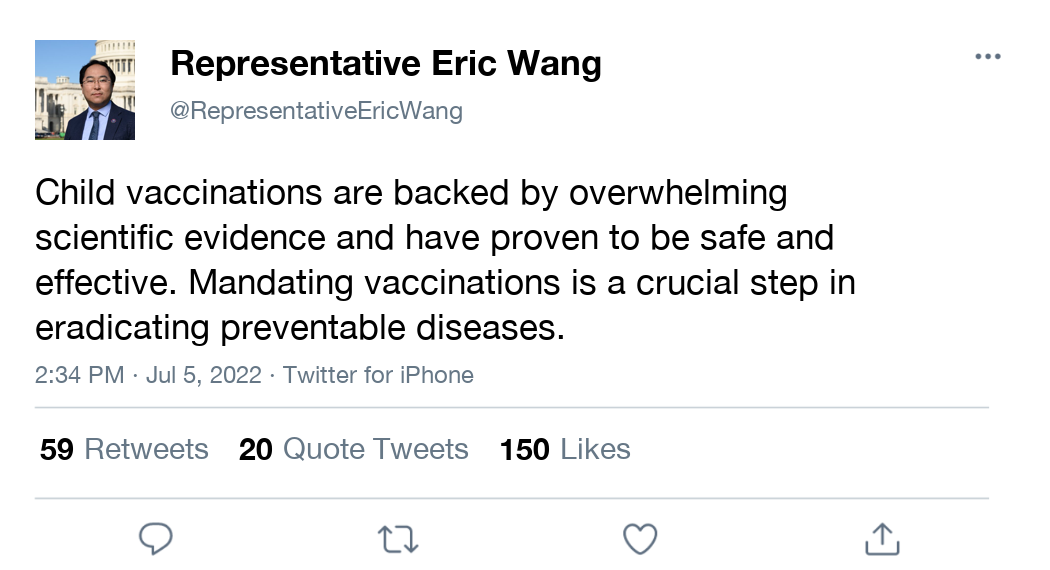 Representative Eric Wang
@RepresentativeEricWang
Child vaccinations are backed by overwhelming
scientific evidence and have proven to be safe and
effective. Mandating vaccinations is a crucial step in
eradicating preventable diseases.
2:34 PM · Jul 5, 2022 · Twitter for iPhone
59 Retweets 20 Quote Tweets 150 Likes